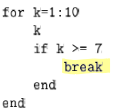 for k=1:10
    k
    if k >= 7
        break
    end
end